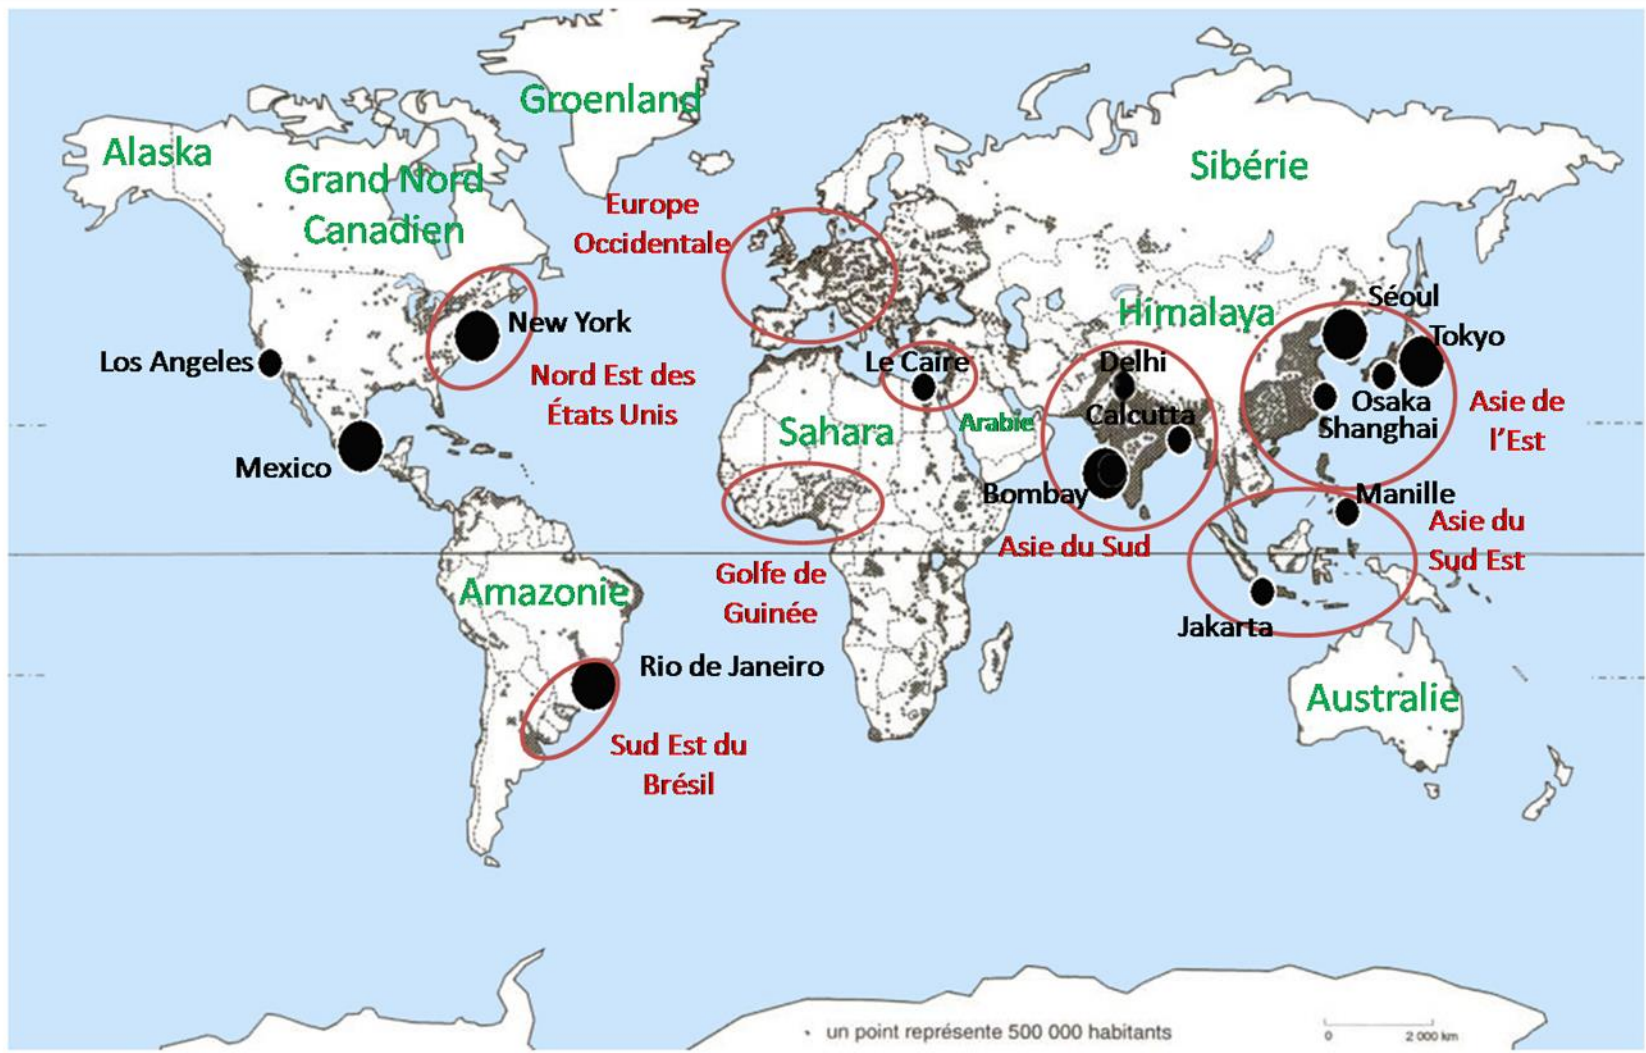 Groenland
Alaska
Grand Nord
Canadien
Sibérie
Europe
Occidentale
Himalaya
Séoul
New York
Tokyo
Los Angeles
Le Caire
Delhi
Nord Est des
États Unis
Osaka
Asie de
l'Est
Calcutta
Shanghai
Sahara
Arabie
Mexico
Bombay
Manille
Asie du
Sud Est
Asie du Sud
Golfe de
Guinée
Amazonie
Jakarta
Rio de Janeiro
Australie
Sud Est du
Brésil
un point représente 500 000 habitants
0 2 000 km